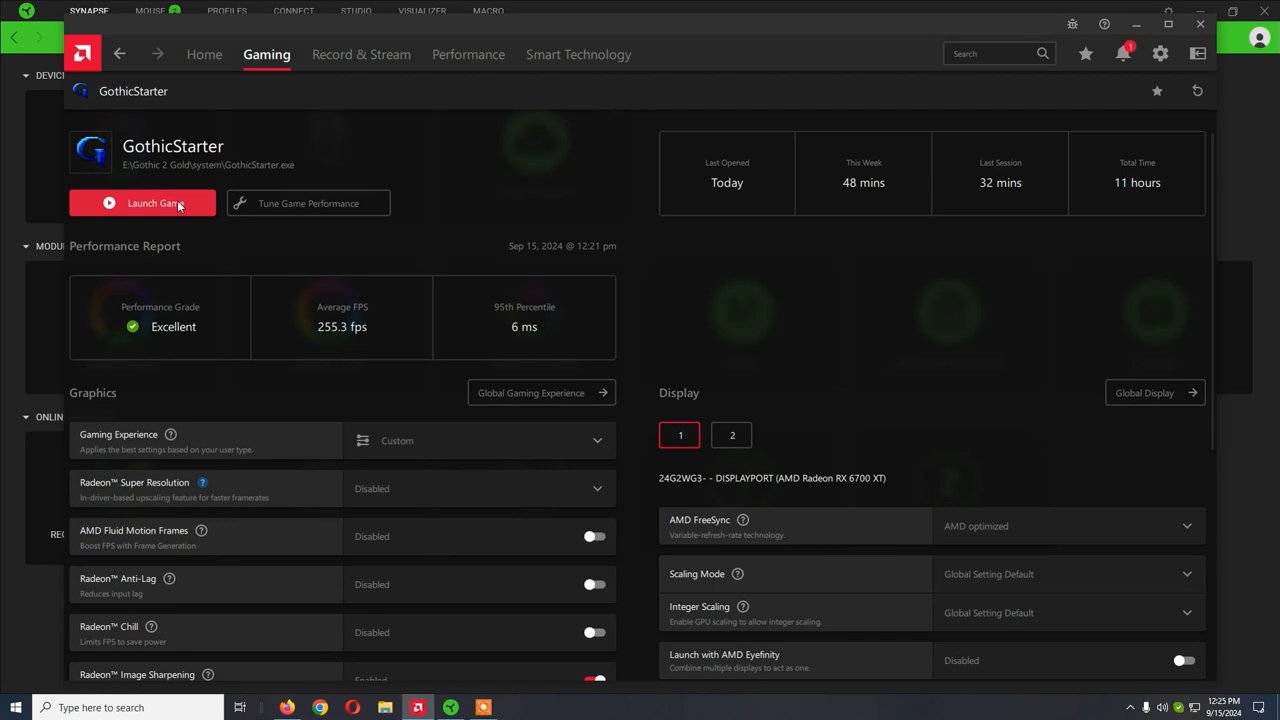 SYNAPSE MOUSE PROFILES CONNECT STUDIO VISUALIZER MACRO
Home Gaming Record & Stream Performance Smart Technology Search 1
GothicStarter
GothicStarter
E:\Gothic 2 Gold\system\GothicStarter.exe
Launch Game Tune Game Performance
Last Opened
Today
This Week
48 mins
Last Session
32 mins
Total Time
11 hours
Performance Report Sep 15, 2024 @ 12:21 pm
Performance Grade
Excellent
Average FPS
255.3 fps
95th Percentile
6 ms
Graphics Global Gaming Experience
Gaming Experience Custom
Applies the best settings based on your user type.
Radeon™ Super Resolution Disabled
In-driver-based upscaling feature for faster framerates
AMD Fluid Motion Frames Disabled
Boost FPS with Frame Generation
Radeon™ Anti-Lag Disabled
Reduces input lag
Radeon™ Chill Disabled
Limits FPS to save power
Radeon™ Image Sharpening Enabled
Display Global Display
1 2
24G2WG3- - DISPLAYPORT (AMD Radeon RX 6700 XT)
AMD FreeSync AMD optimized
Variable-refresh-rate technology.
Scaling Mode Global Setting Default
Integer Scaling Global Setting Default
Enable GPU scaling to allow integer scaling.
Launch with AMD Eyefinity Disabled
Combine multiple displays to act as one.
Type here to search
12:25 PM
9/15/2024